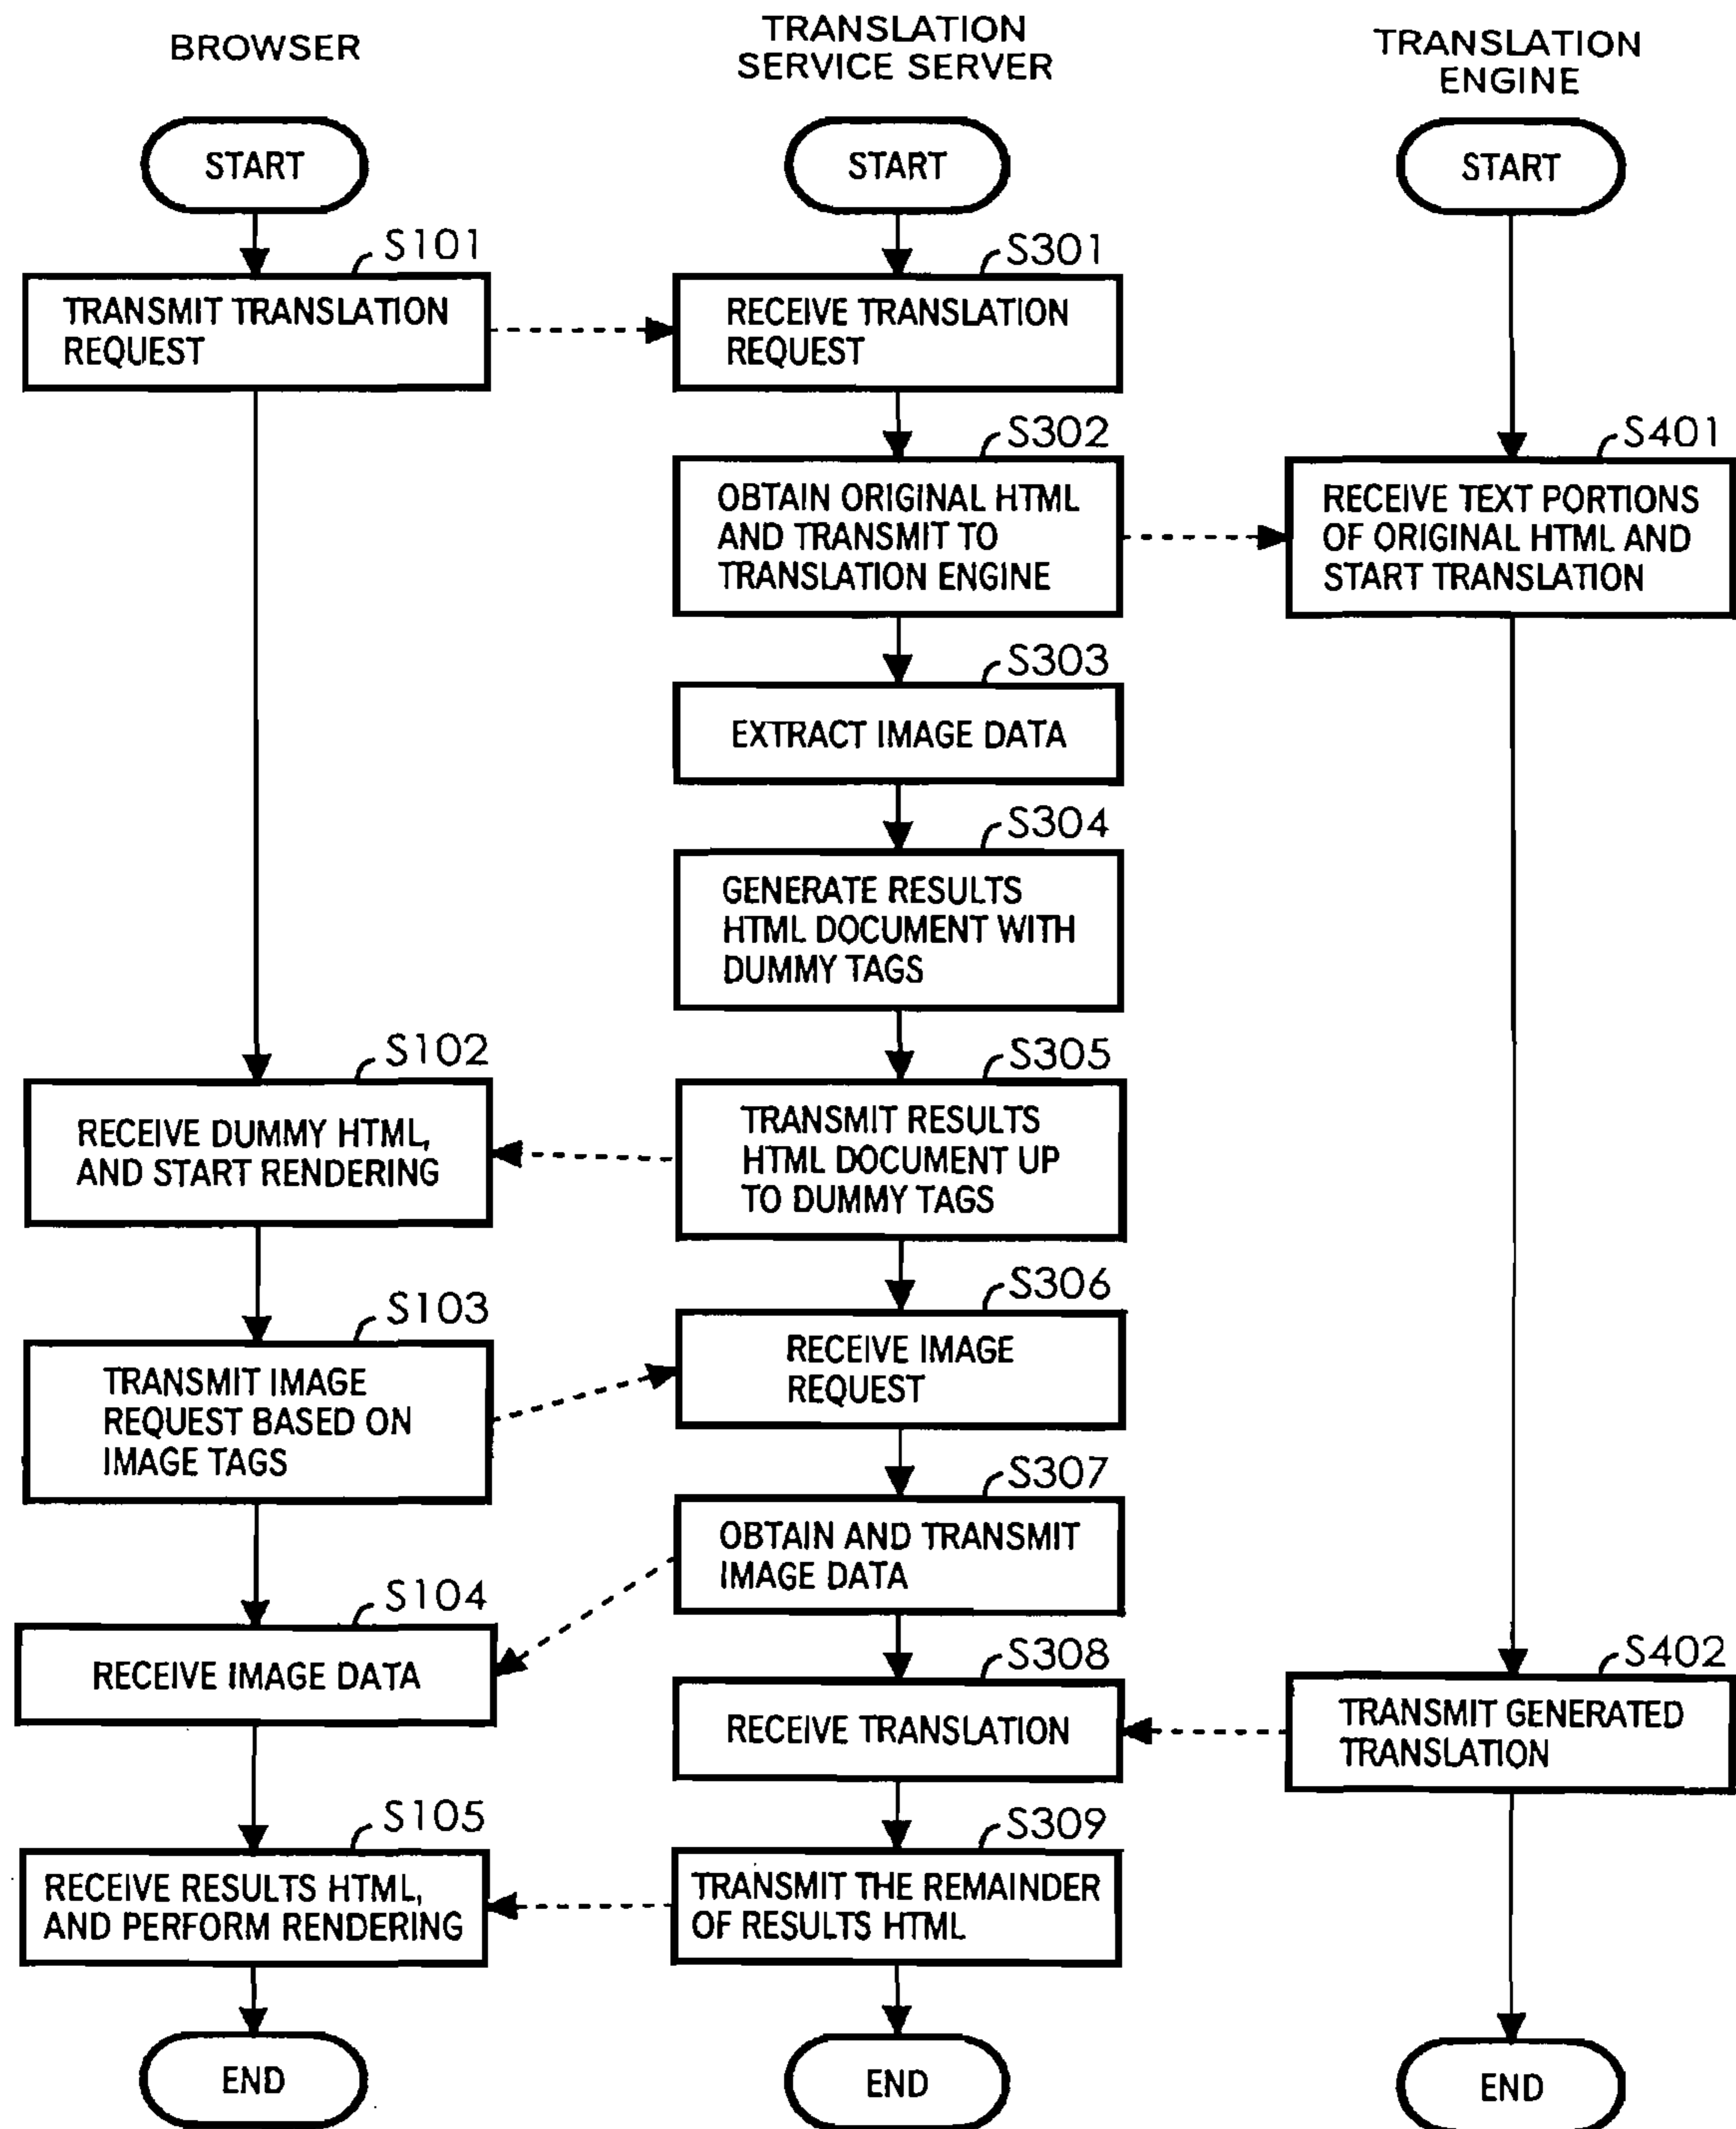 BROWSER
START
S101
TRANSMIT TRANSLATION
REQUEST
S102
RECEIVE DUMMY HTML,
AND START RENDERING
S103
TRANSMIT IMAGE
REQUEST BASED ON
IMAGE TAGS
S104
RECEIVE IMAGE DATA
S105
RECEIVE RESULTS HTML,
AND PERFORM RENDERING
END
TRANSLATION
SERVICE SERVER
START
S301
RECEIVE TRANSLATION
REQUEST
S302
OBTAIN ORIGINAL HTML
AND TRANSMIT TO
TRANSLATION ENGINE
S303
EXTRACT IMAGE DATA
S304
GENERATE RESULTS
HTML DOCUMENT WITH
DUMMY TAGS
S305
TRANSMIT RESULTS
HTML DOCUMENT UP
TO DUMMY TAGS
S306
RECEIVE IMAGE
REQUEST
S307
OBTAIN AND TRANSMIT
IMAGE DATA
S308
RECEIVE TRANSLATION
S309
TRANSMIT THE REMAINDER
OF RESULTS HTML
END
TRANSLATION
ENGINE
START
S401
RECEIVE TEXT PORTIONS
OF ORIGINAL HTML AND
START TRANSLATION
S402
TRANSMIT GENERATED
TRANSLATION
END